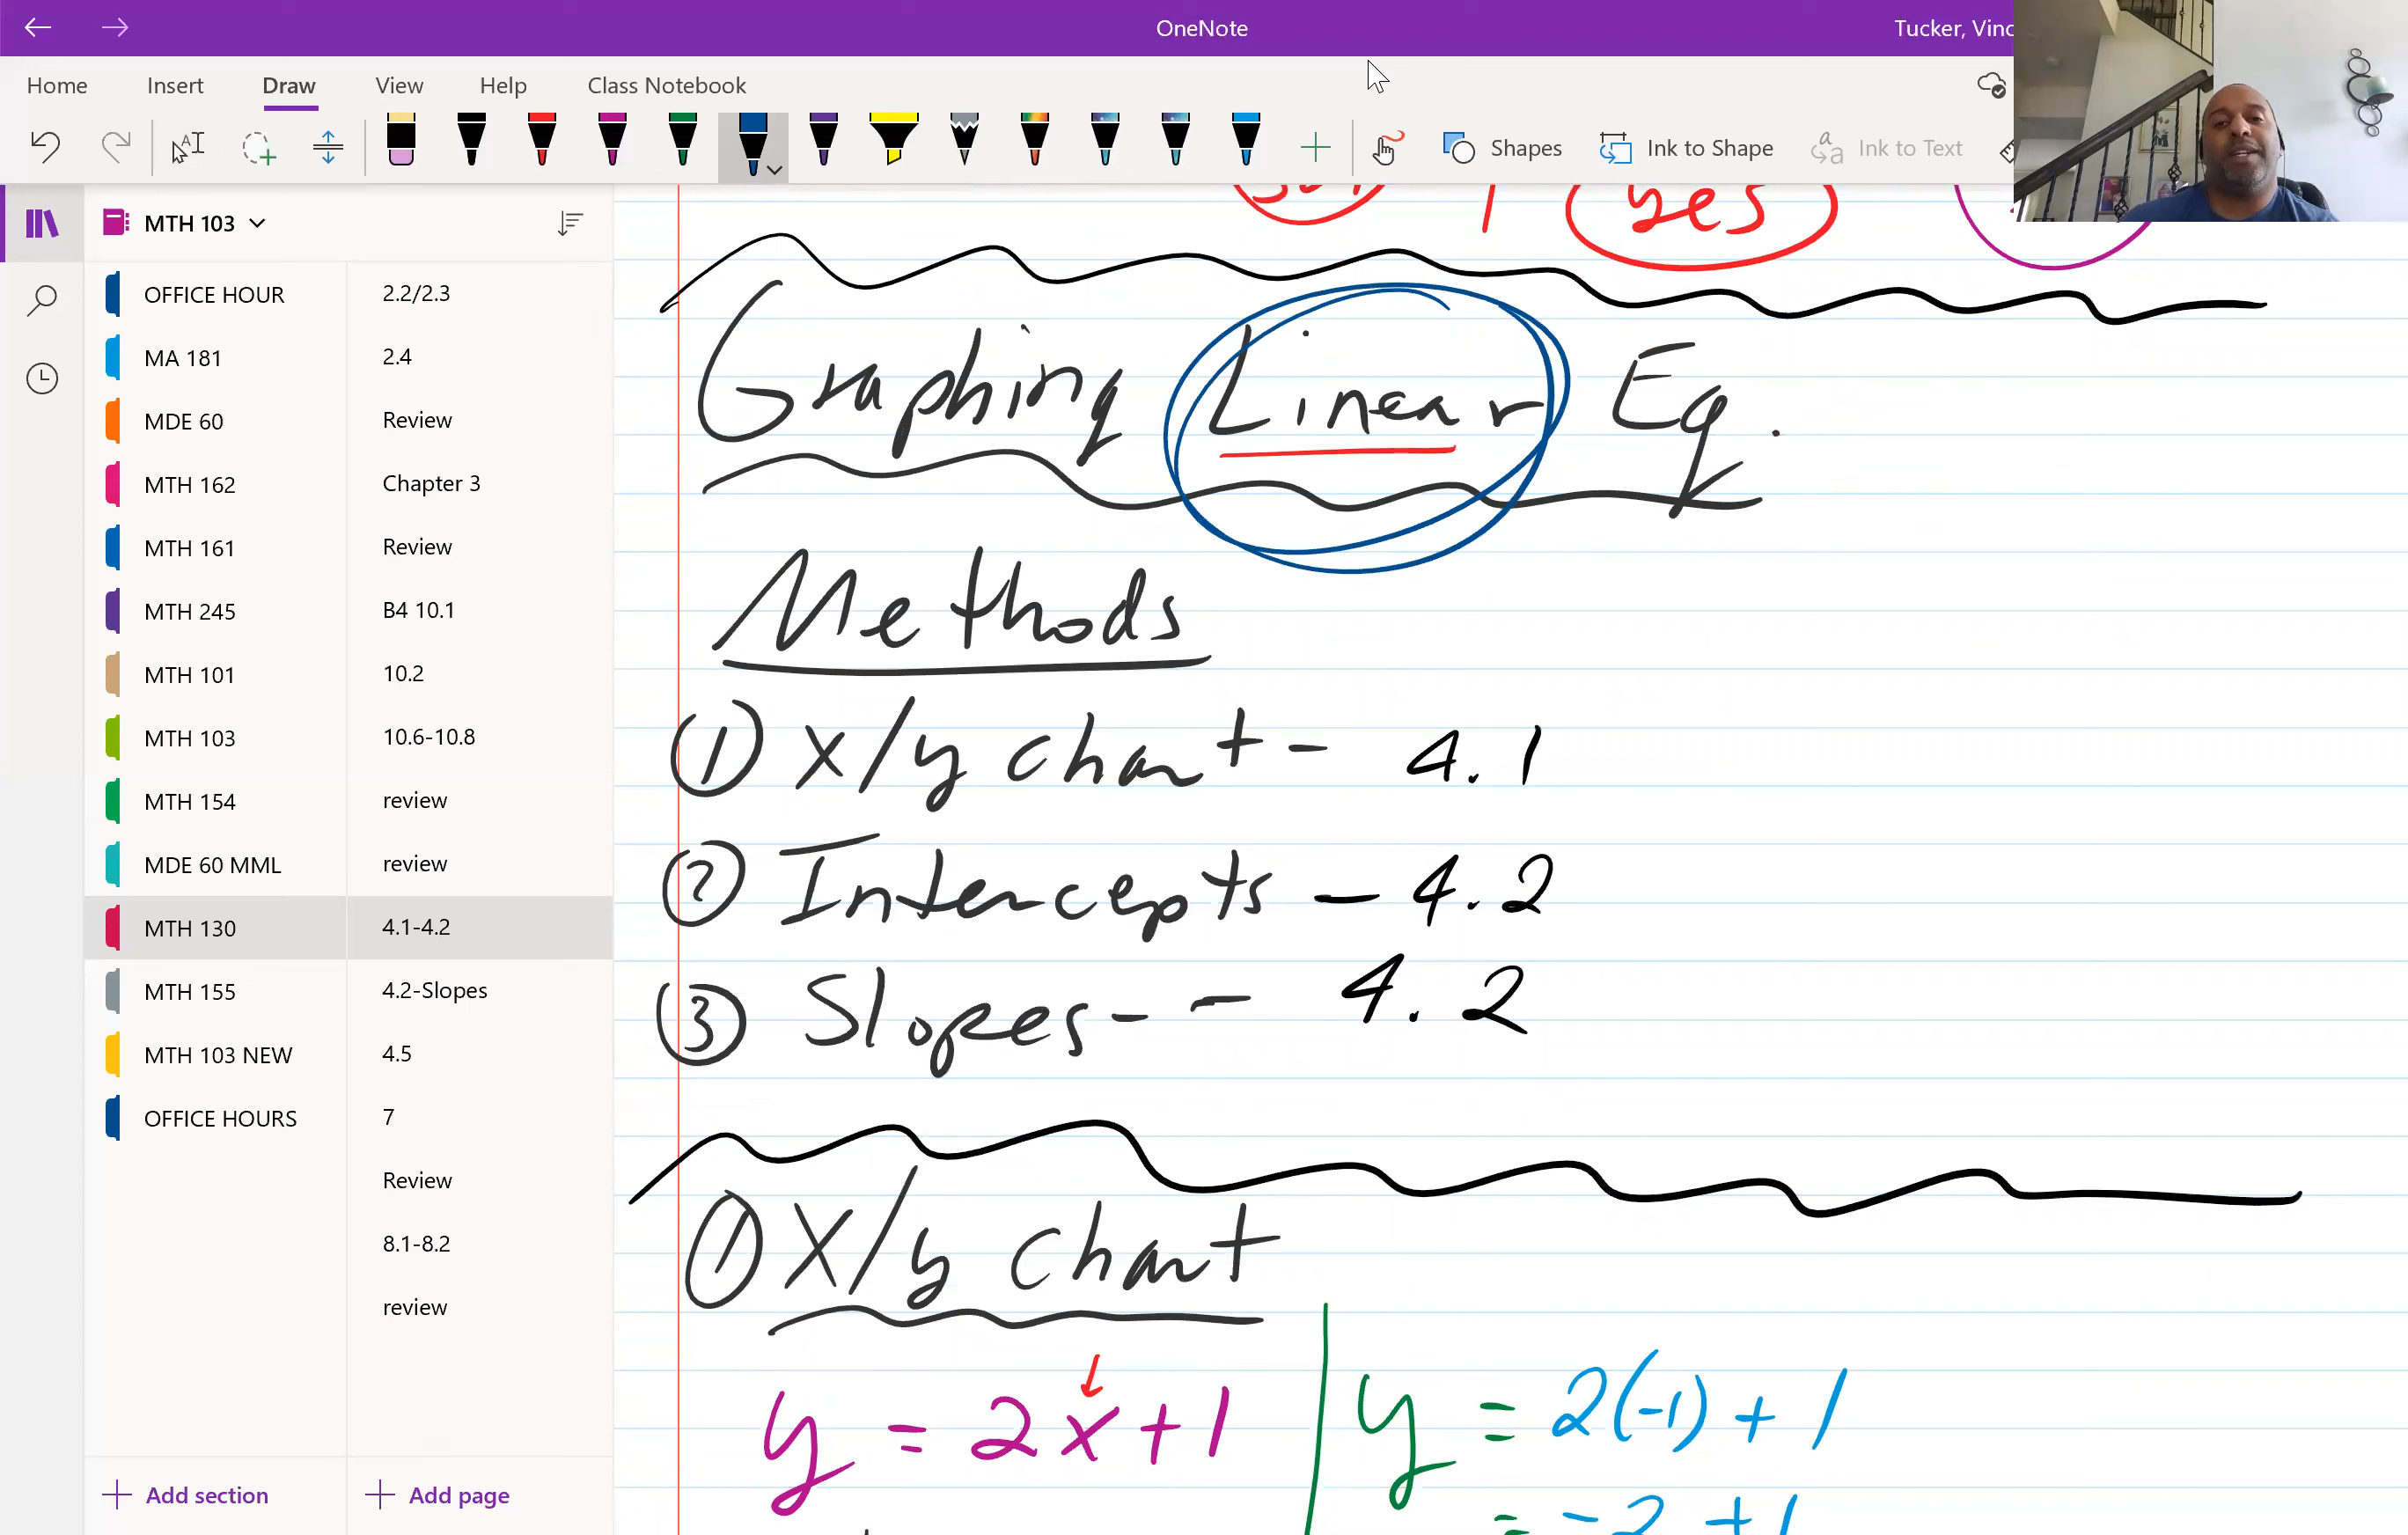 OneNote
Tucker, Vinc
Home Insert Draw View Help Class Notebook
Shapes Ink to Shape Ink to Text
MTH 103
OFFICE HOUR 2.2/2.3
MA 181 2.4
MDE 60 Review
MTH 162 Chapter 3
MTH 161 Review
MTH 245 B4 10.1
MTH 101 10.2
MTH 103 10.6-10.8
MTH 154 review
MDE 60 MML review
MTH 130 4.1-4.2
MTH 155 4.2-Slopes
MTH 103 NEW 4.5
OFFICE HOURS 7
Review
8.1-8.2
review
Add section Add page
yes
Graphing Linear Eq.
Methods
① X/y chart - 4.1
② Intercepts - 4.2
③ Slopes - - 4.2
① X/y chart
y = 2x + 1
y = 2(-1) + 1
= -2 + 1